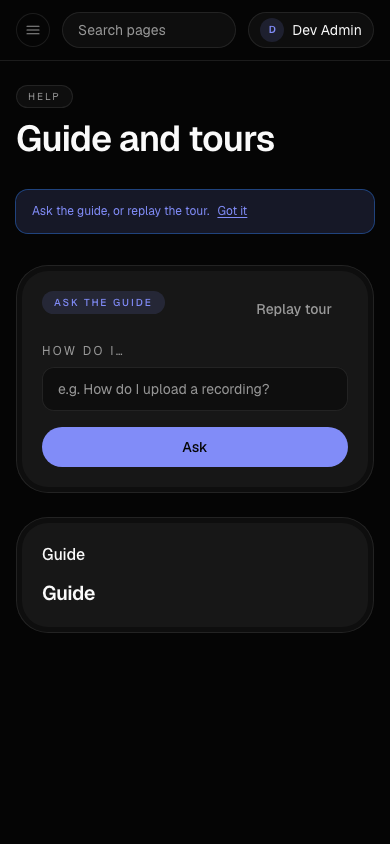 Search pages
D
Dev Admin
HELP
Guide and tours
Ask the guide, or replay the tour. Got it
ASK THE GUIDE
Replay tour
HOW DO I…
e.g. How do I upload a recording?
Ask
Guide
Guide